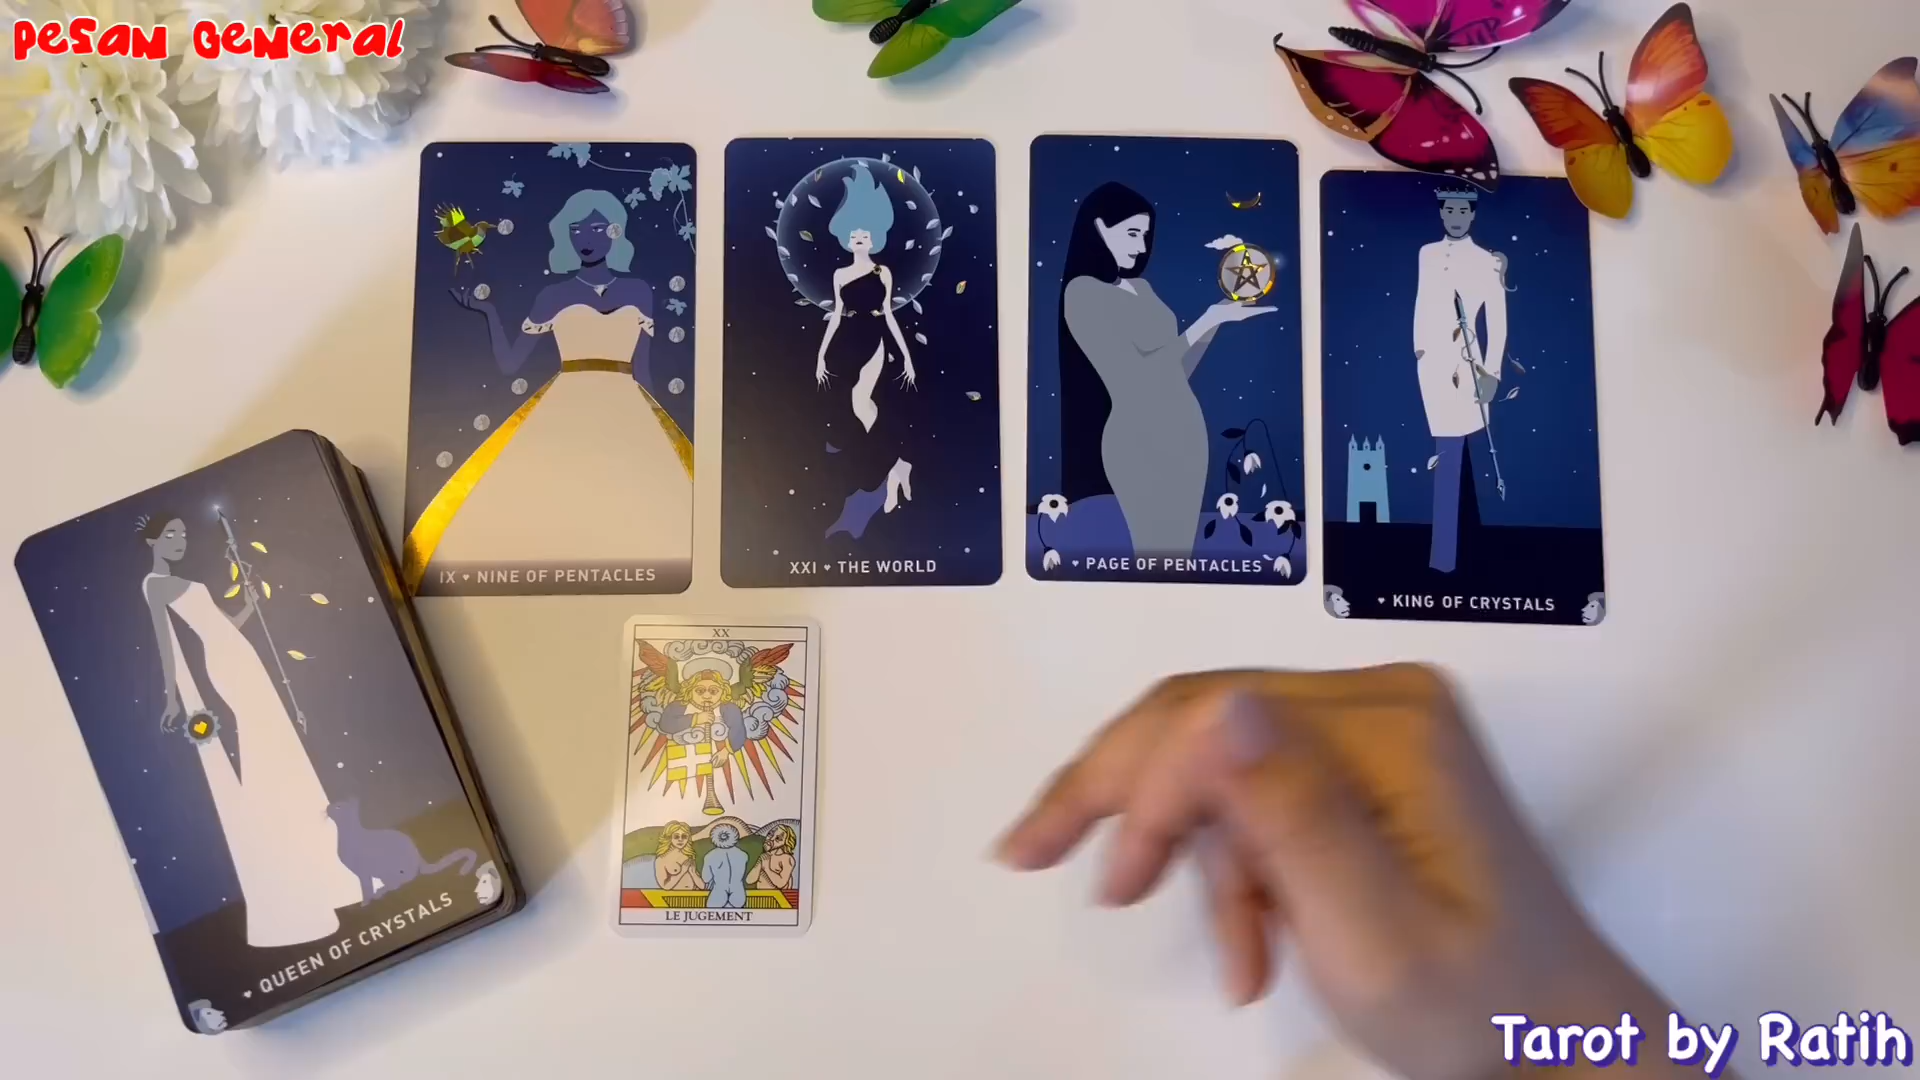 PESAN GENERAL
IX ♥ NINE OF PENTACLES
XXI ♥ THE WORLD
♥ PAGE OF PENTACLES
♥ KING OF CRYSTALS
♥ QUEEN OF CRYSTALS
XX
LE JUGEMENT
Tarot by Ratih